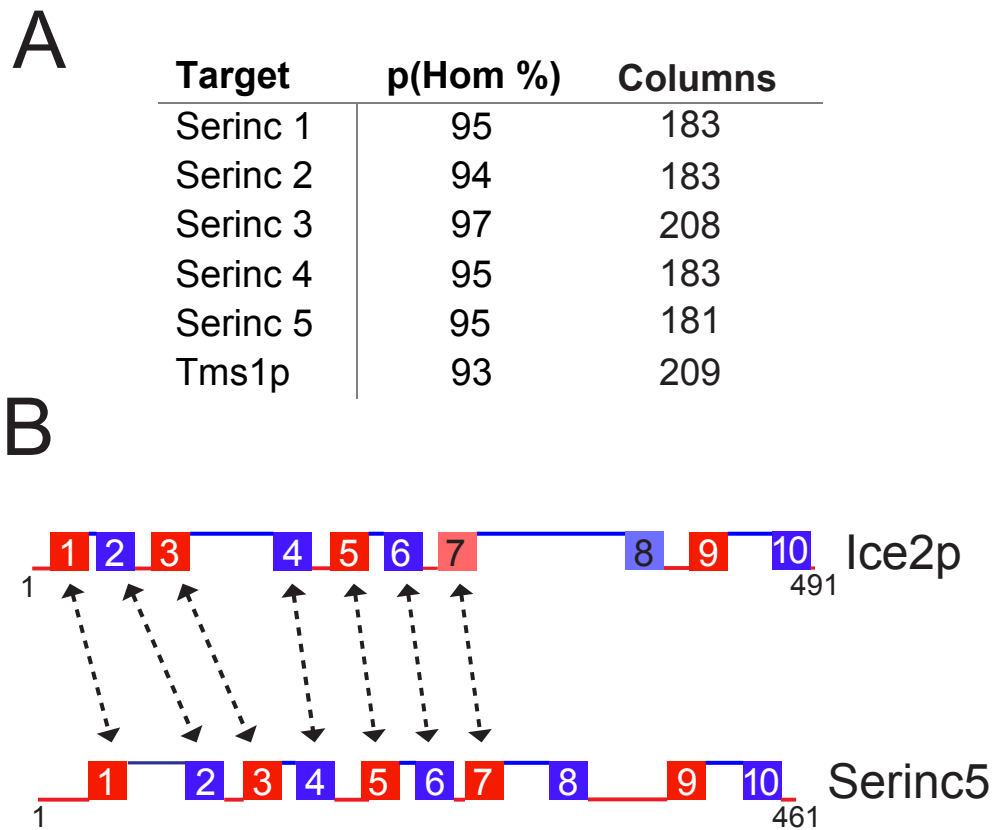 A
Target p(Hom %) Columns
Serinc 1 95 183
Serinc 2 94 183
Serinc 3 97 208
Serinc 4 95 183
Serinc 5 95 181
Tms1p 93 209
B
1 2 3 4 5 6 7 8 9 10 Ice2p
1 491
1 2 3 4 5 6 7 8 9 10 Serinc5
1 461